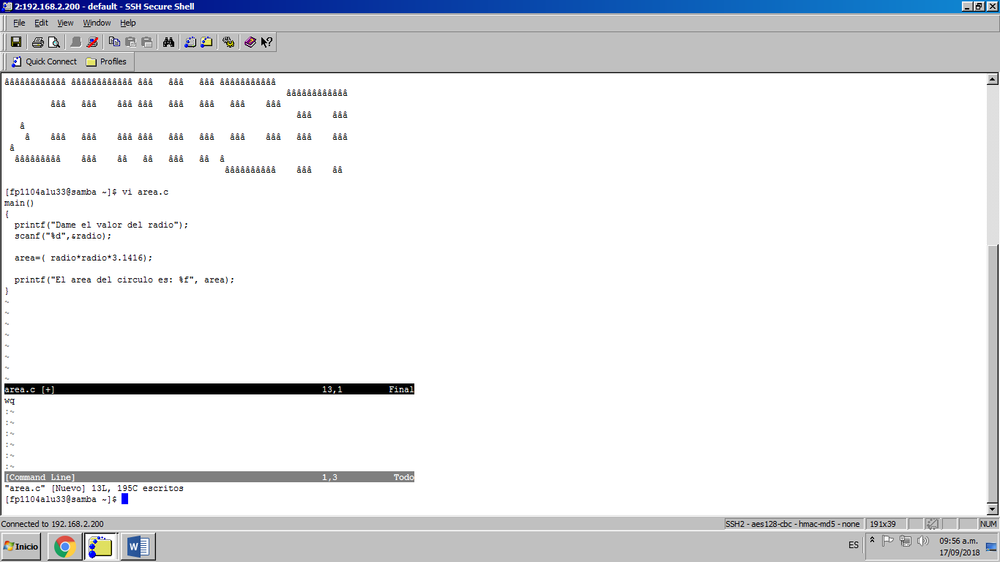 2:192.168.2.200 - default - SSH Secure Shell
File Edit View Window Help
Quick Connect Profiles
ââââââââââââ ââââââââââââ âââ   âââ   âââ âââââââââââ
                                                       ââââââââââââ
         âââ   âââ    âââ âââ   âââ   âââ   âââ    âââ
                                                         âââ    âââ
   â
    â    âââ   âââ    âââ âââ   âââ   âââ   âââ    âââ   âââ    âââ
 â
  âââââââââ    âââ    ââ   ââ   âââ   ââ  â
                                           ââââââââââ    âââ    ââ
[fp1104alu33@samba ~]$ vi area.c
main()
{
  printf("Dame el valor del radio");
  scanf("%d",&radio);
  area=( radio*radio*3.1416);
  printf("El area del circulo es: %f", area);
}
~
~
~
~
~
~
~
~
area.c [+] 13,1 Final
wq
:~
:~
:~
:~
:~
:~
[Command Line] 1,3 Todo
"area.c" [Nuevo] 13L, 195C escritos
[fp1104alu33@samba ~]$
Connected to 192.168.2.200 SSH2 - aes128-cbc - hmac-md5 - none 191x39 NUM
Inicio ES 09:56 a.m.
17/09/2018